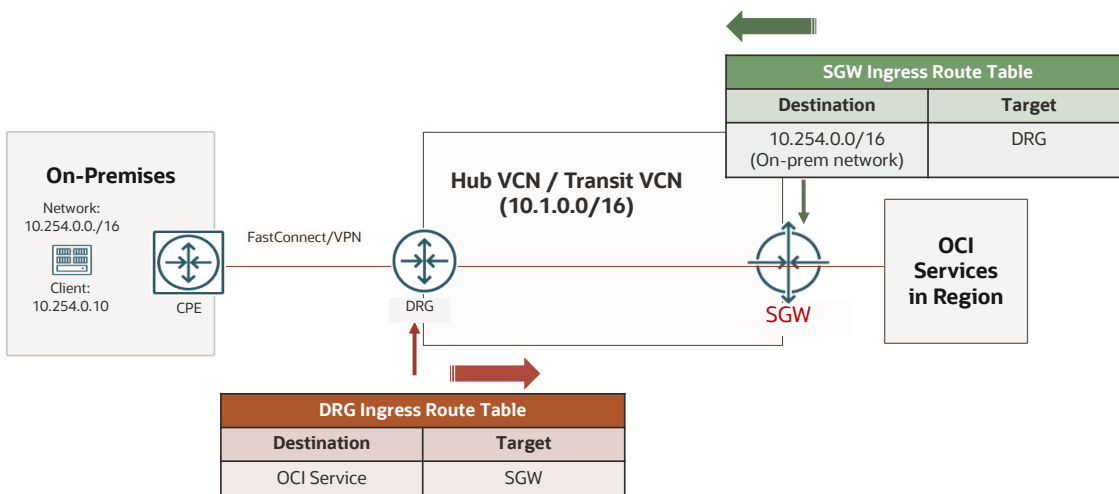 SGW Ingress Route Table
Destination Target
10.254.0.0/16 DRG
(On-prem network)
On-Premises
Network:
10.254.0.0./16
Client:
10.254.0.10
CPE
FastConnect/VPN
Hub VCN / Transit VCN
(10.1.0.0/16)
DRG
SGW
OCI
Services
in Region
DRG Ingress Route Table
Destination Target
OCI Service SGW